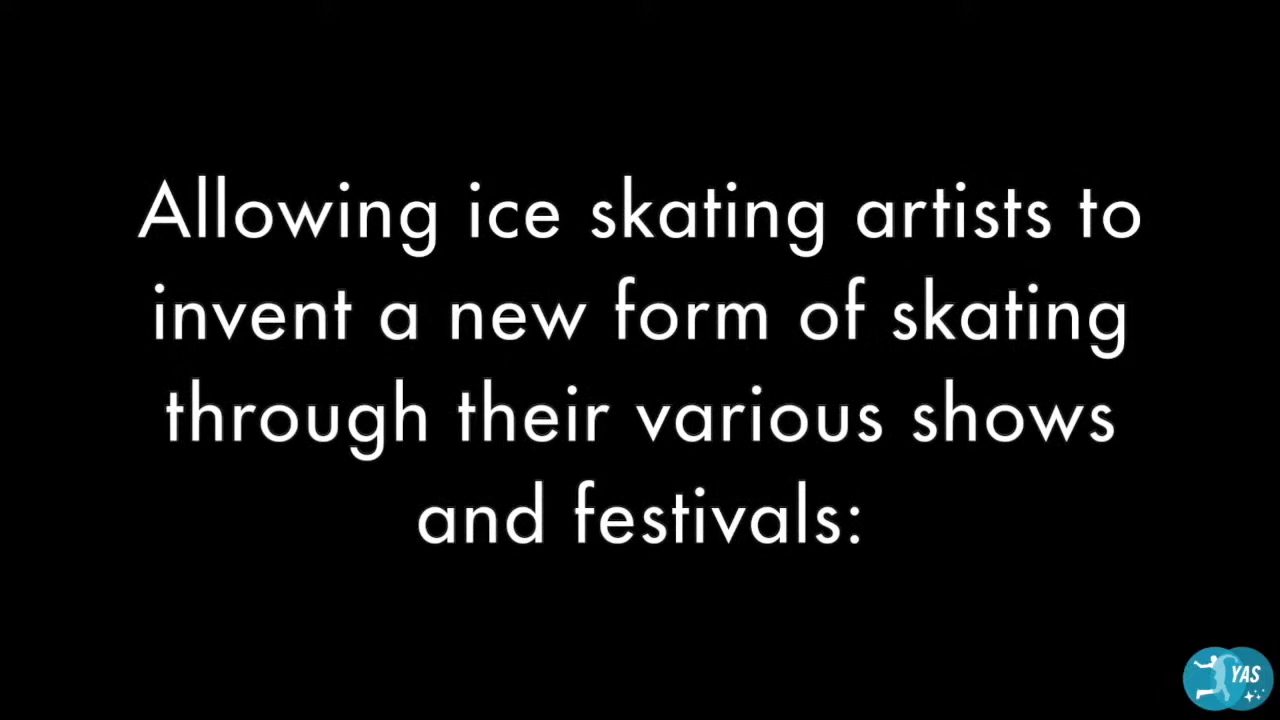 Allowing ice skating artists to
invent a new form of skating
through their various shows
and festivals:
YAS